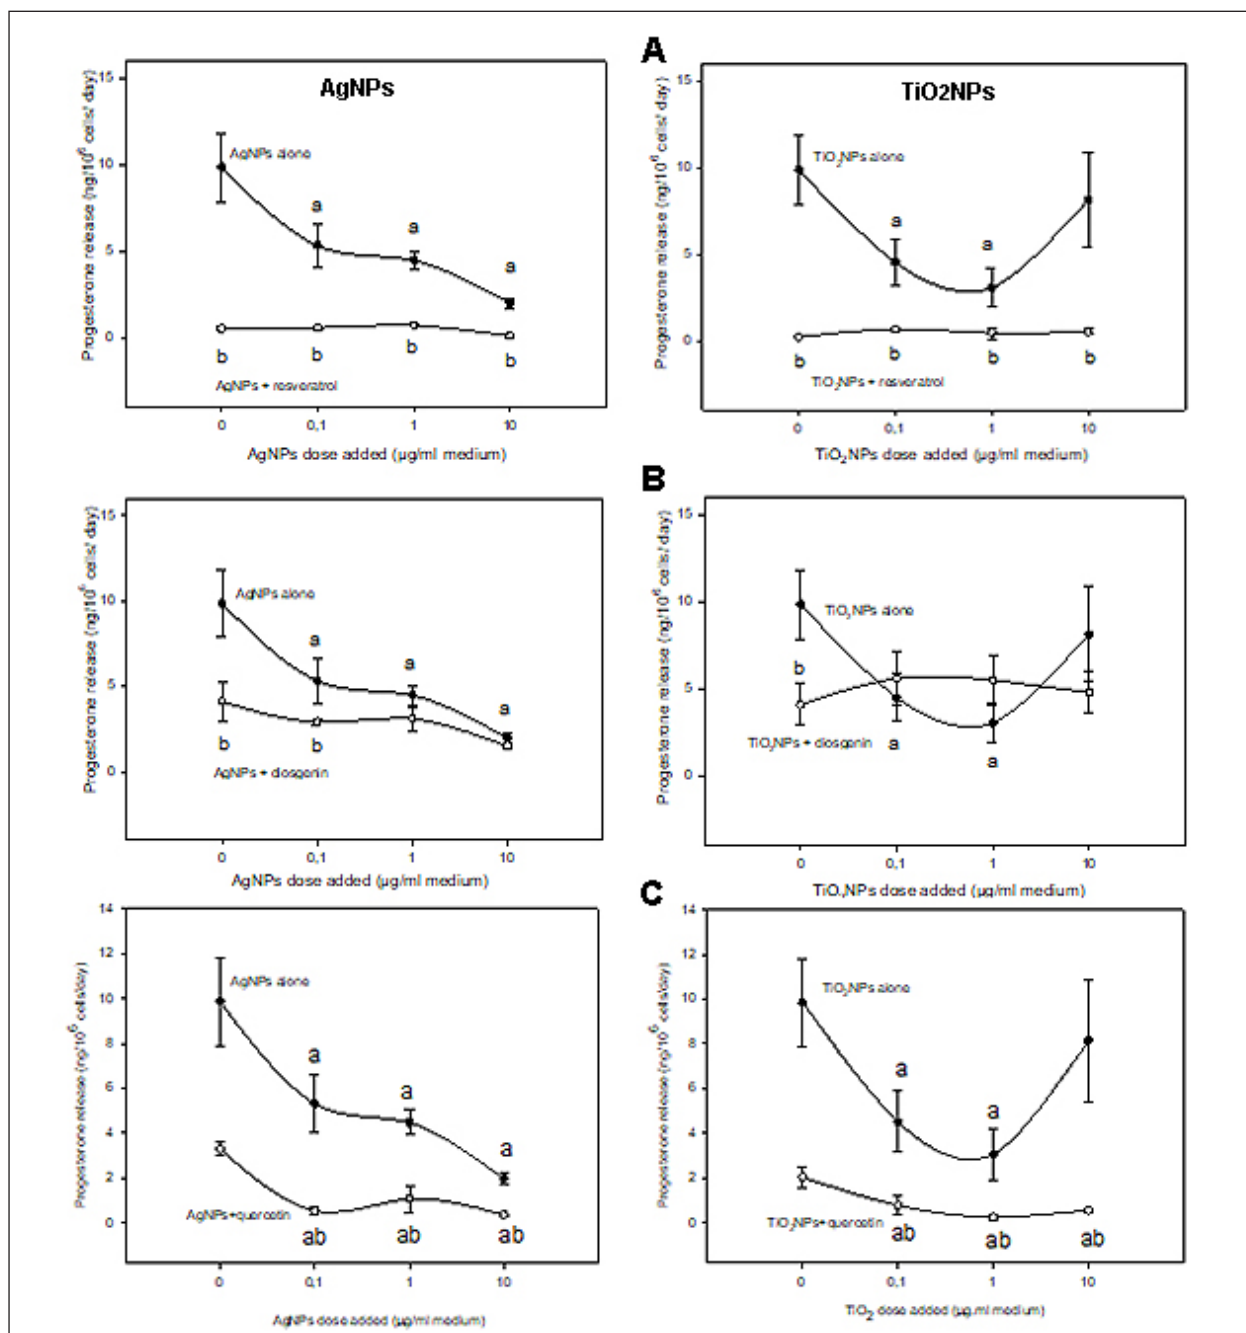 A
Progesterone release (ng/10⁶ cells/ day)
15
10
5
0
AgNPs
AgNPs alone
a
a
a
b
b
b
b
AgNPs + resveratrol
0
0,1
1
10
AgNPs dose added (µg/ml medium)
Progesterone release (ng/10⁶ cells/ day)
15
10
5
0
TiO2NPs
TiO₂NPs alone
a
a
b
b
b
b
TiO₂NPs + resveratrol
0
0,1
1
10
TiO₂NPs dose added (µg/ml medium)
B
Progesterone release (ng/10⁶ cells/ day)
15
10
5
0
AgNPs alone
a
a
a
b
b
AgNPs + diosgenin
0
0,1
1
10
AgNPs dose added (µg/ml medium)
Progesterone release (ng/10⁶ cells/ day)
15
10
5
0
TiO₂NPs alone
b
TiO₂NPs + diosgenin
a
a
0
0,1
1
10
TiO₂NPs dose added (µg/ml medium)
C
Progesterone release (ng/10⁶ cells/day)
14
12
10
8
6
4
2
0
AgNPs alone
a
a
a
AgNPs+quercetin
ab
ab
ab
0
0,1
1
10
AgNPs dose added (µg/ml medium)
Progesterone release (ng/10⁶ cells/day)
14
12
10
8
6
4
2
0
TiO₂NPs alone
a
a
TiO₂NPs+quercetin
ab
ab
ab
0
0,1
1
10
TiO₂ dose added (µg.ml medium)